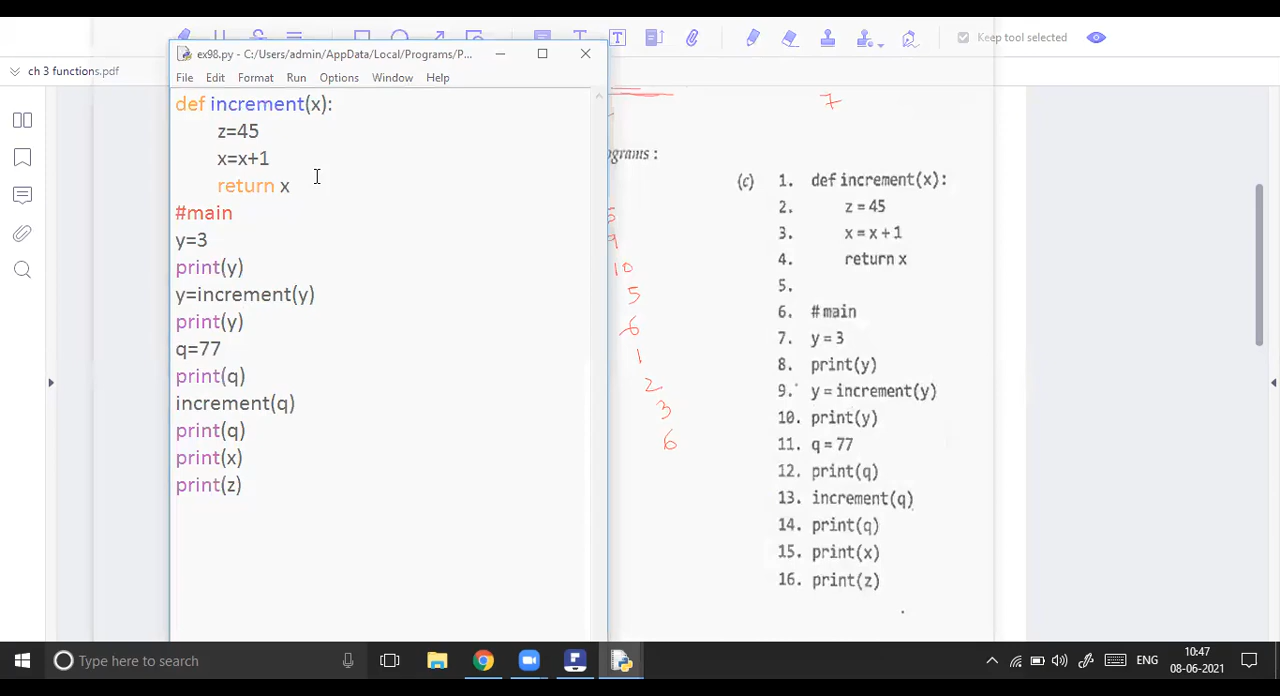 ex98.py - C:/Users/admin/AppData/Local/Programs/P...
Keep tool selected
File Edit Format Run Options Window Help
ch 3 functions.pdf
def increment(x):
z=45
x=x+1
return x
#main
y=3
print(y)
y=increment(y)
print(y)
q=77
print(q)
increment(q)
print(q)
print(x)
print(z)
7
ograms :
(c) 1. def increment(x):
2. z = 45
3. x = x + 1
4. return x
5.
6. # main
7. y = 3
8. print(y)
9. y = increment(y)
10. print(y)
11. q = 77
12. print(q)
13. increment(q)
14. print(q)
15. print(x)
16. print(z)
9
10
5
6
1
2
3
6
Type here to search
ENG
10:47
08-06-2021